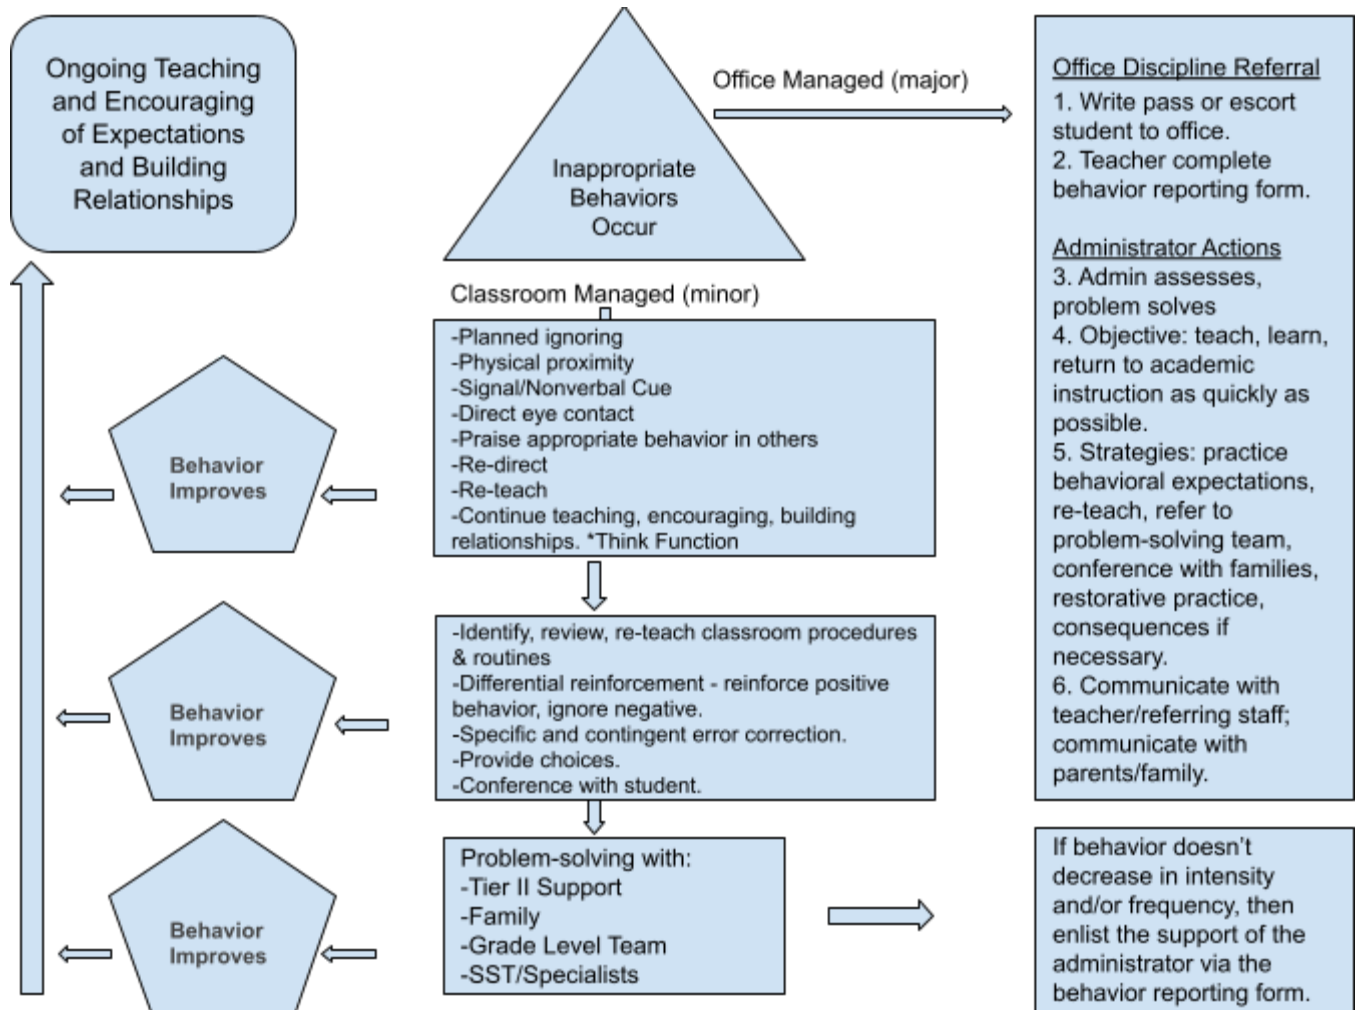 Ongoing Teaching
and Encouraging
of Expectations
and Building
Relationships
Inappropriate
Behaviors
Occur
Office Managed (major)
Office Discipline Referral
1. Write pass or escort
student to office.
2. Teacher complete
behavior reporting form.
Administrator Actions
3. Admin assesses,
problem solves
4. Objective: teach, learn,
return to academic
instruction as quickly as
possible.
5. Strategies: practice
behavioral expectations,
re-teach, refer to
problem-solving team,
conference with families,
restorative practice,
consequences if
necessary.
6. Communicate with
teacher/referring staff;
communicate with
parents/family.
Classroom Managed (minor)
-Planned ignoring
-Physical proximity
-Signal/Nonverbal Cue
-Direct eye contact
-Praise appropriate behavior in others
-Re-direct
-Re-teach
-Continue teaching, encouraging, building
relationships. *Think Function
Behavior
Improves
-Identify, review, re-teach classroom procedures
& routines
-Differential reinforcement - reinforce positive
behavior, ignore negative.
-Specific and contingent error correction.
-Provide choices.
-Conference with student.
Behavior
Improves
Problem-solving with:
-Tier II Support
-Family
-Grade Level Team
-SST/Specialists
Behavior
Improves
If behavior doesn't
decrease in intensity
and/or frequency, then
enlist the support of the
administrator via the
behavior reporting form.